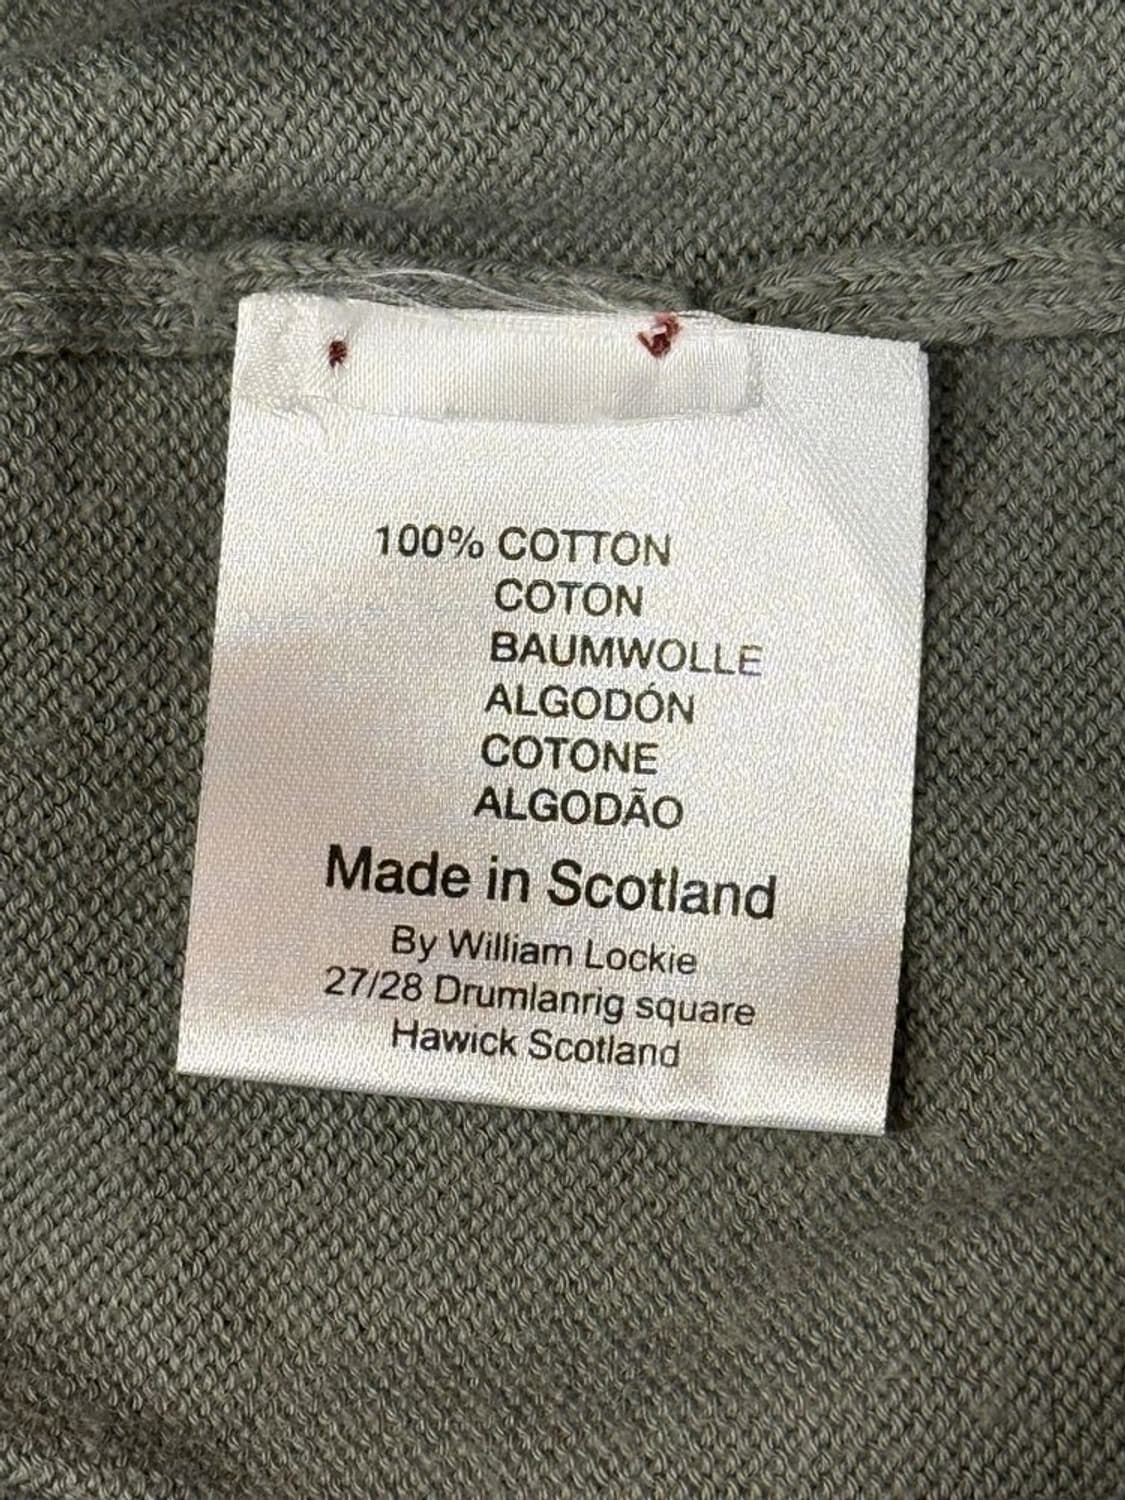 100% COTTON
COTON
BAUMWOLLE
ALGODÓN
COTONE
ALGODÃO
Made in Scotland
By William Lockie
27/28 Drumlanrig square
Hawick Scotland